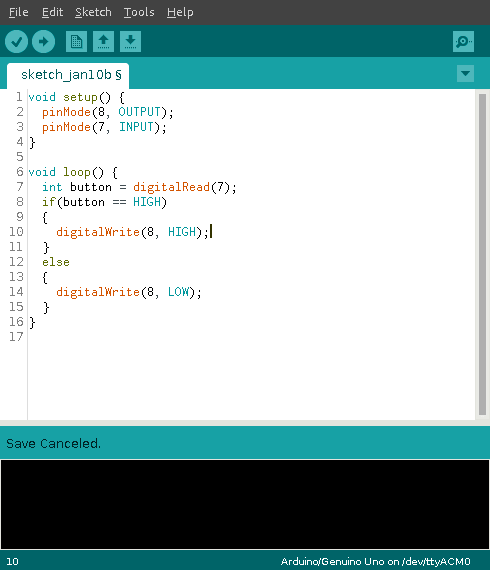 File Edit Sketch Tools Help
sketch_jan10b §
1 void setup() {
2   pinMode(8, OUTPUT);
3   pinMode(7, INPUT);
4 }
5
6 void loop() {
7   int button = digitalRead(7);
8   if(button == HIGH)
9   {
10     digitalWrite(8, HIGH);
11   }
12   else
13   {
14     digitalWrite(8, LOW);
15   }
16 }
17
Save Canceled.
10 Arduino/Genuino Uno on /dev/ttyACM0